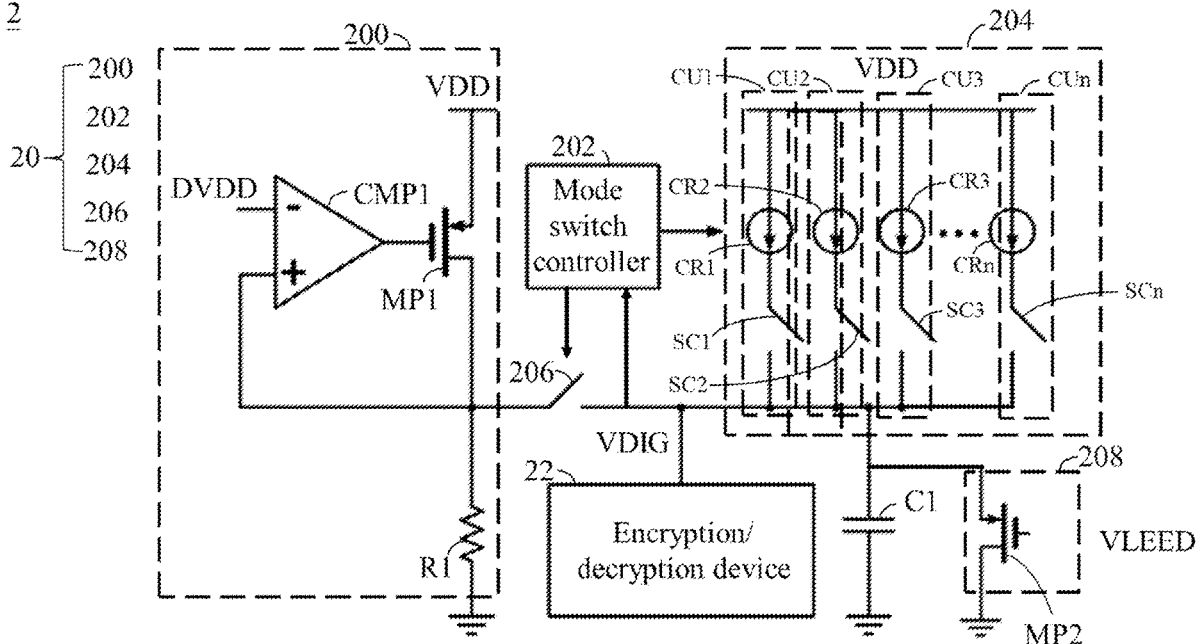 2
20
200
202
204
206
208
200
VDD
DVDD
-
+
CMP1
MP1
R1
202
Mode
switch
controller
206
VDIG
22
Encryption/
decryption device
204
VDD
CU1
CU2
CU3
CUn
CR2
CR3
CR1
CRn
SC1
SC2
SC3
SCn
C1
208
VLEED
MP2